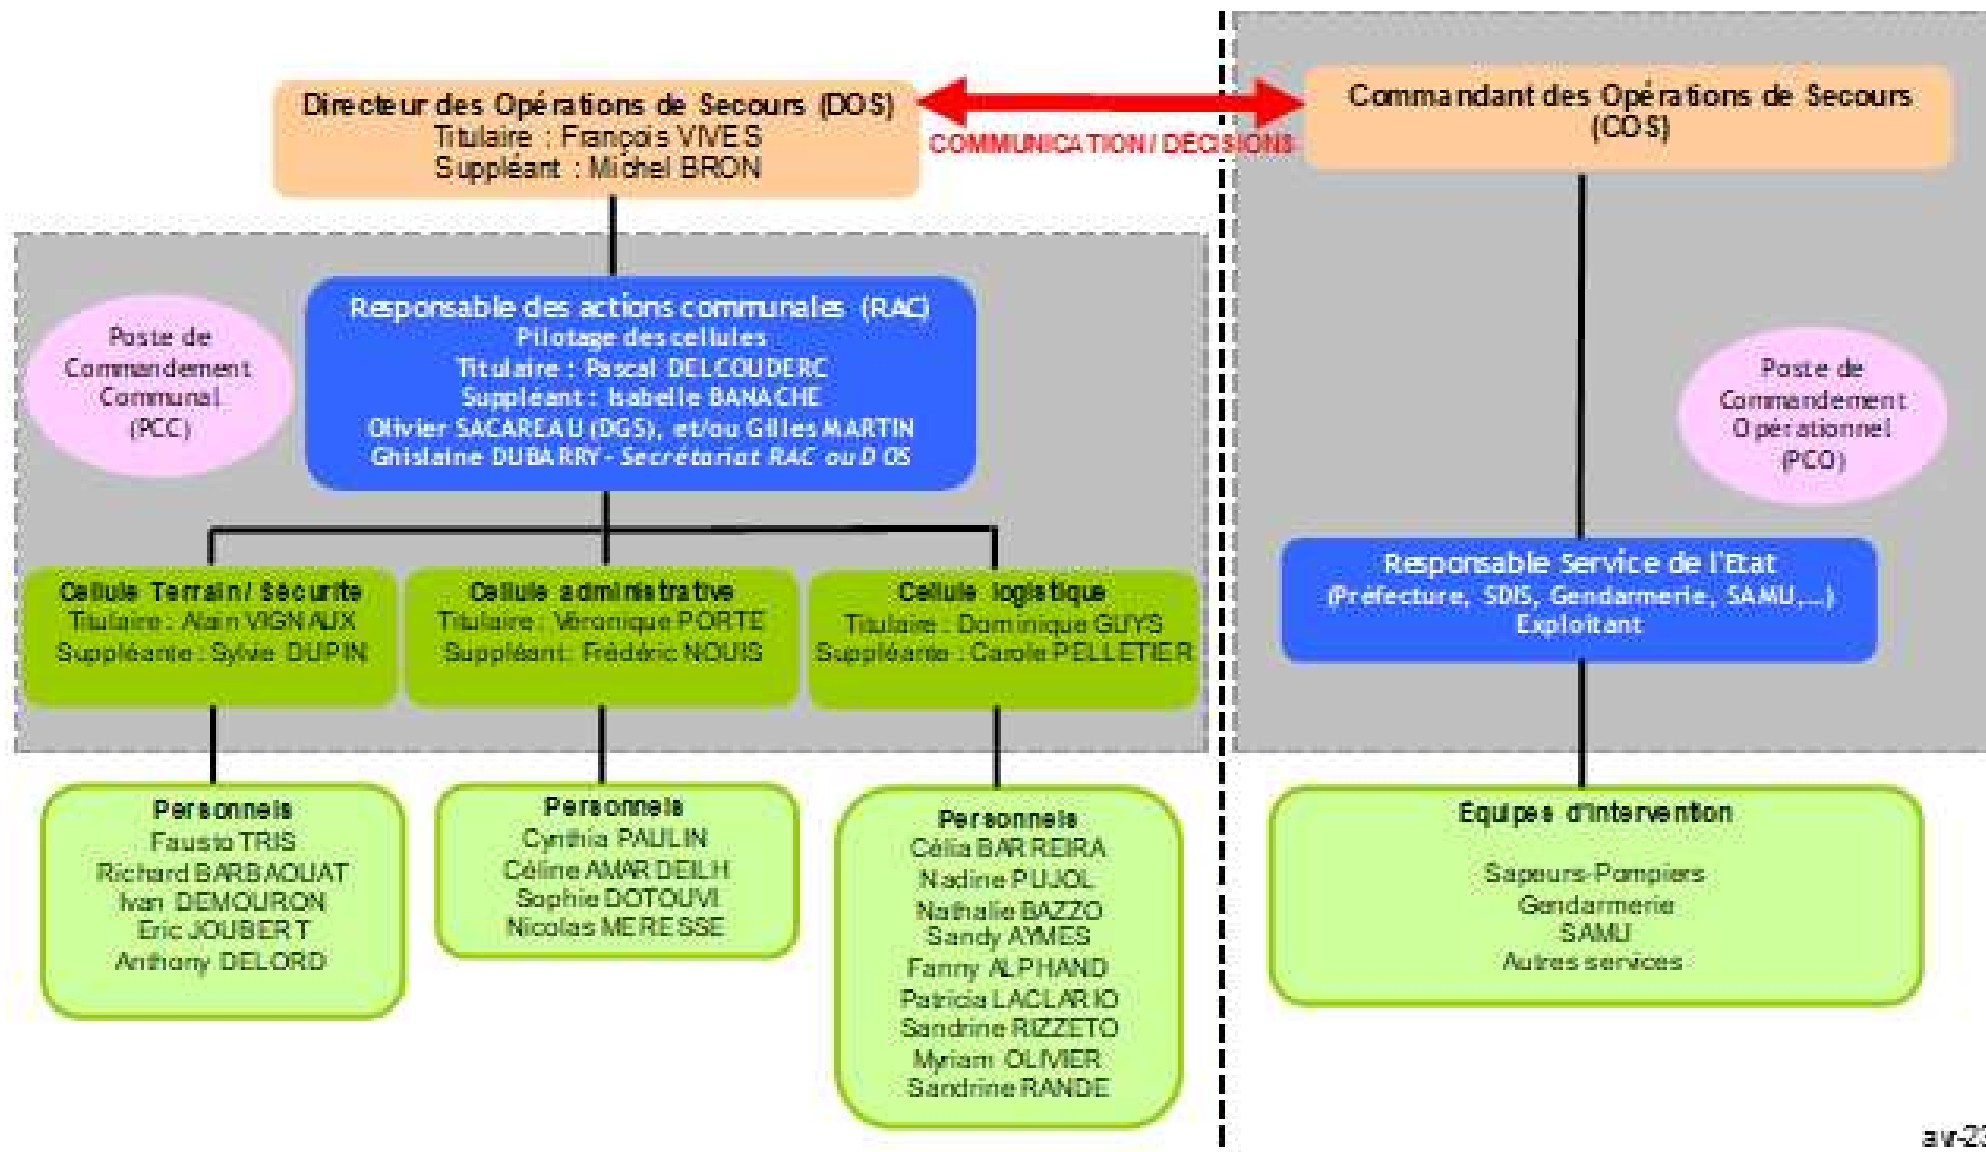 Directeur des Opérations de Secours (DOS)
Titulaire : François VIVES
Suppléant : Michel BRON
COMMUNICATION / DECISIONS
Commandant des Opérations de Secours
(COS)
Poste de
Commandement
Communal
(PCC)
Responsable des actions communales (RAC)
Pilotage des cellules
Titulaire : Pascal DELCOUDERC
Suppléant : Isabelle BANACHE
Olivier SACAREAU (DGS), et/ou Gilles MARTIN
Ghislaine DUBARRY - Secrétariat RAC ou DOS
Poste de
Commandement
Opérationnel
(PCO)
Cellule Terrain / Sécurité
Titulaire : Alain VIGNAUX
Suppléante : Sylvie DUPIN
Cellule administrative
Titulaire : Véronique PORTE
Suppléant : Frédéric NOUIS
Cellule logistique
Titulaire : Dominique GUYS
Suppléante : Carole PELLETIER
Responsable Service de l'Etat
(Préfecture, SDIS, Gendarmerie, SAMU,…)
Exploitant
Personnels
Fausto TRIS
Richard BARBAOUAT
Ivan DEMOURON
Eric JOUBERT
Anthony DELORD
Personnels
Cynthia PAULIN
Céline AMARDEILH
Sophie DOTOUVI
Nicolas MERESSE
Personnels
Célia BARREIRA
Nadine PUJOL
Nathalie BAZZO
Sandy AYMES
Fanny ALPHAND
Patricia LACLARIO
Sandrine RIZZETO
Myriam OLIVIER
Sandrine RANDE
Equipes d'intervention
Sapeurs-Pompiers
Gendarmerie
SAMU
Autres services
avr-23